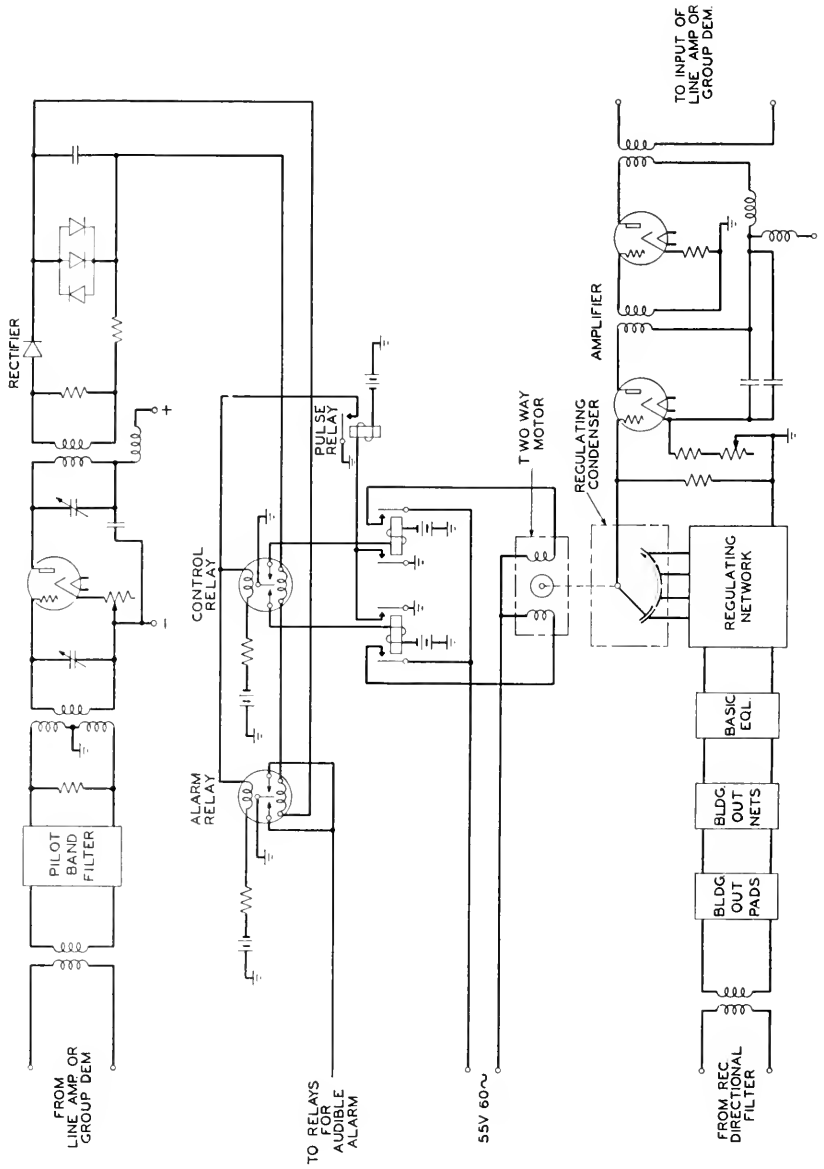 FROM
LINE AMP. OR
GROUP DEM
PILOT
BAND
FILTER
−
+
RECTIFIER
ALARM
RELAY
CONTROL
RELAY
PULSE
RELAY
TO RELAYS
FOR
AUDIBLE
ALARM
55V 60~
TWO WAY
MOTOR
REGULATING
CONDENSER
AMPLIFIER
TO INPUT OF
LINE AMP OR
GROUP DEM.
FROM REC.
DIRECTIONAL
FILTER
BLDG.
OUT
PADS
BLDG.
OUT
NETS
BASIC
EQL.
REGULATING
NETWORK